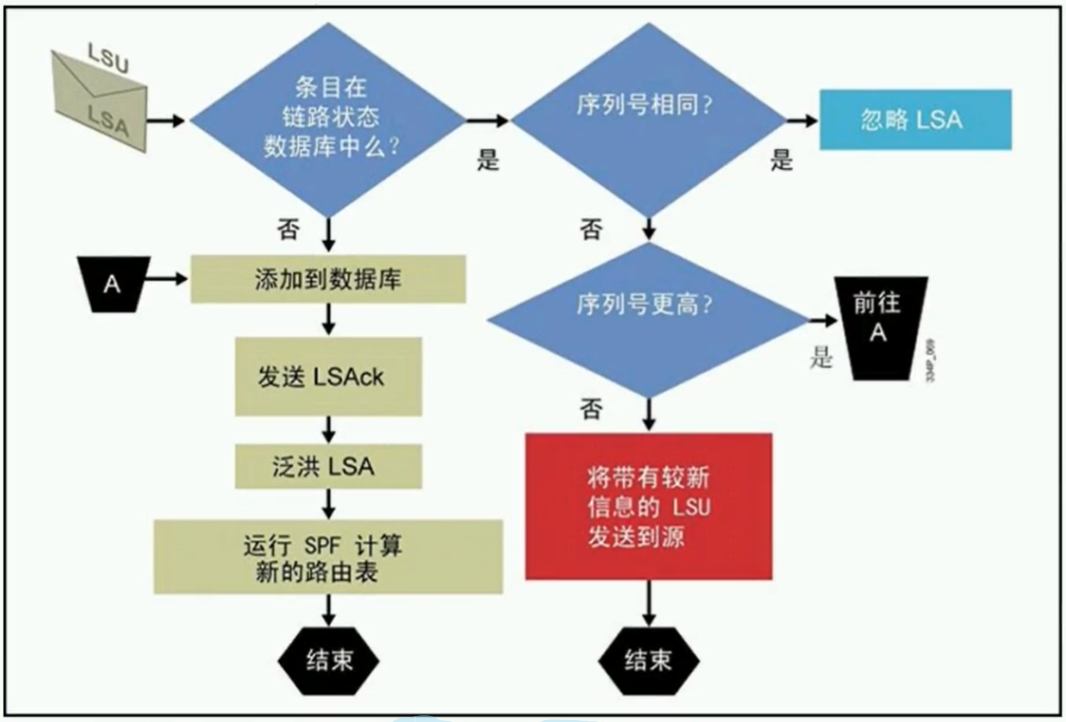 LSU
LSA
条目在
链路状态
数据库中么?
是
序列号相同?
是
忽略 LSA
否
否
A
添加到数据库
序列号更高?
是
前往
A
发送 LSAck
否
泛洪 LSA
将带有较新
信息的 LSU
发送到源
运行 SPF 计算
新的路由表
结束
结束